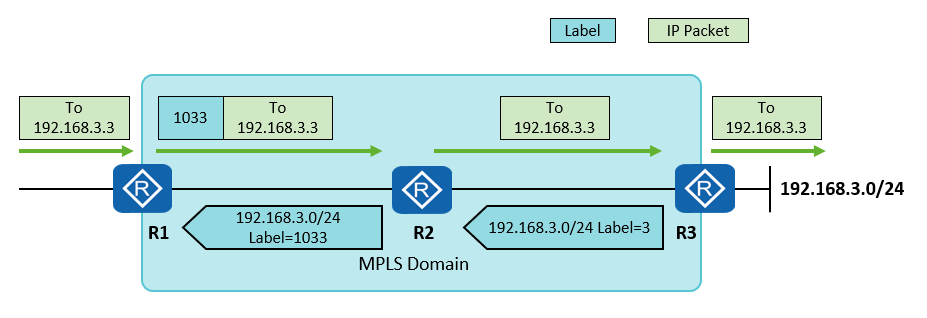 Label
IP Packet
To
192.168.3.3
1033
To
192.168.3.3
To
192.168.3.3
To
192.168.3.3
R
R
R
192.168.3.0/24
R1
192.168.3.0/24
Label=1033
R2
192.168.3.0/24 Label=3
R3
MPLS Domain